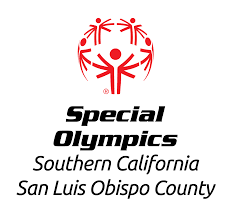 ®
Special
Olympics
Southern California
San Luis Obispo County